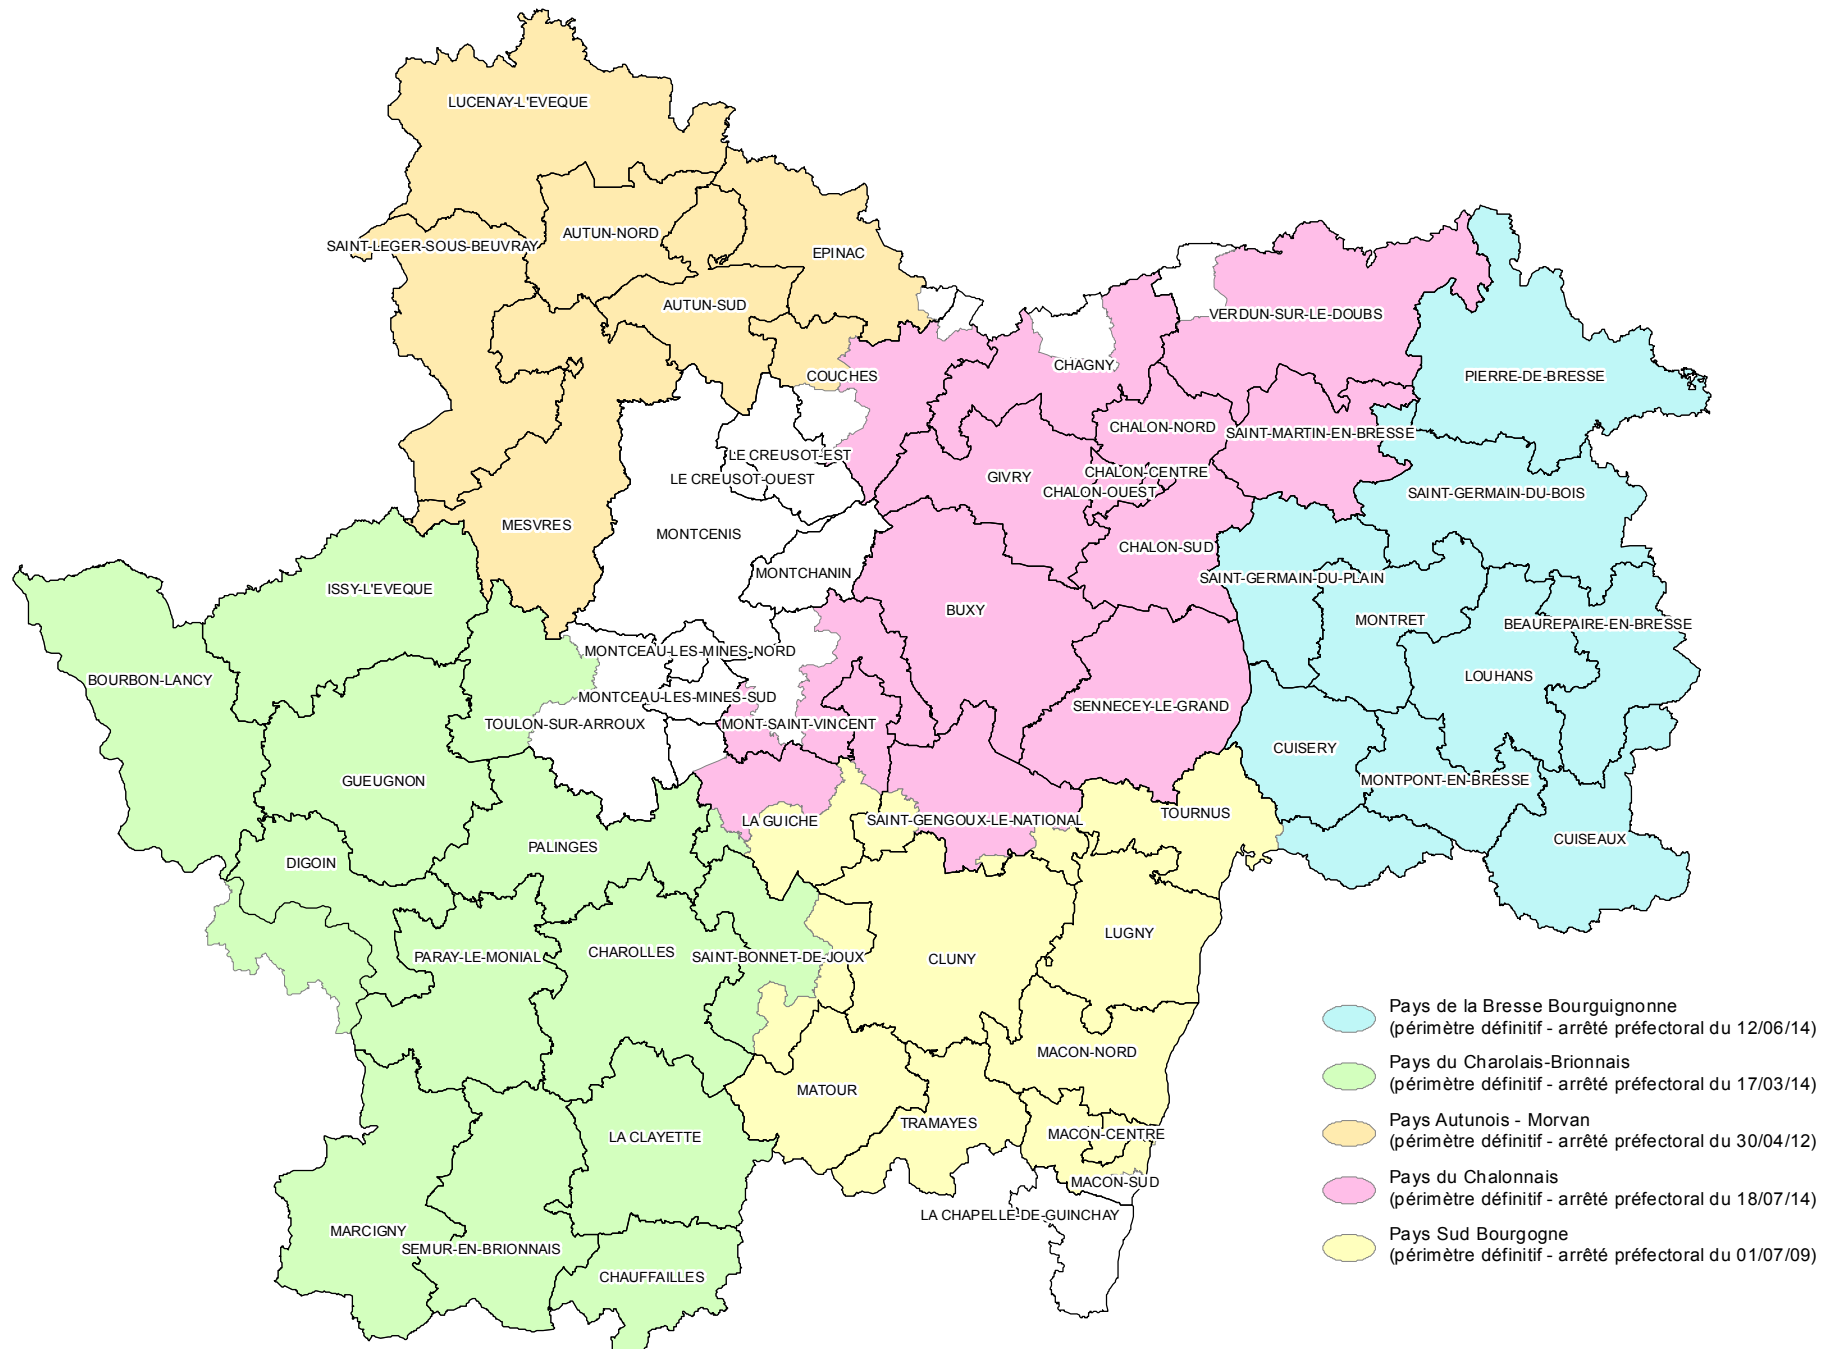 LUCENAY-L'EVEQUE
AUTUN-NORD
SAINT-LEGER-SOUS-BEUVRAY
EPINAC
AUTUN-SUD
VERDUN-SUR-LE-DOUBS
CHAGNY
COUCHES
PIERRE-DE-BRESSE
CHALON-NORD
SAINT-MARTIN-EN-BRESSE
LE CREUSOT-EST
CHALON-CENTRE
LE CREUSOT-OUEST
GIVRY
CHALON-OUEST
SAINT-GERMAIN-DU-BOIS
MESVRES
MONTCENIS
CHALON-SUD
MONTCHANIN
SAINT-GERMAIN-DU-PLAIN
ISSY-L'EVEQUE
BUXY
MONTRET
BEAUREPAIRE-EN-BRESSE
MONTCEAU-LES-MINES-NORD
BOURBON-LANCY
LOUHANS
MONTCEAU-LES-MINES-SUD
SENNECEY-LE-GRAND
TOULON-SUR-ARROUX
MONT-SAINT-VINCENT
CUISERY
GUEUGNON
MONTPONT-EN-BRESSE
TOURNUS
LA GUICHE
SAINT-GENGOUX-LE-NATIONAL
CUISEAUX
PALINGES
DIGOIN
LUGNY
CHAROLLES
PARAY-LE-MONIAL
SAINT-BONNET-DE-JOUX
CLUNY
MACON-NORD
MATOUR
TRAMAYES
LA CLAYETTE
MACON-CENTRE
MACON-SUD
LA CHAPELLE-DE-GUINCHAY
MARCIGNY
SEMUR-EN-BRIONNAIS
CHAUFFAILLES
Pays de la Bresse Bourguignonne
(périmètre définitif - arrêté préfectoral du 12/06/14)
Pays du Charolais-Brionnais
(périmètre définitif - arrêté préfectoral du 17/03/14)
Pays Autunois - Morvan
(périmètre définitif - arrêté préfectoral du 30/04/12)
Pays du Chalonnais
(périmètre définitif - arrêté préfectoral du 18/07/14)
Pays Sud Bourgogne
(périmètre définitif - arrêté préfectoral du 01/07/09)